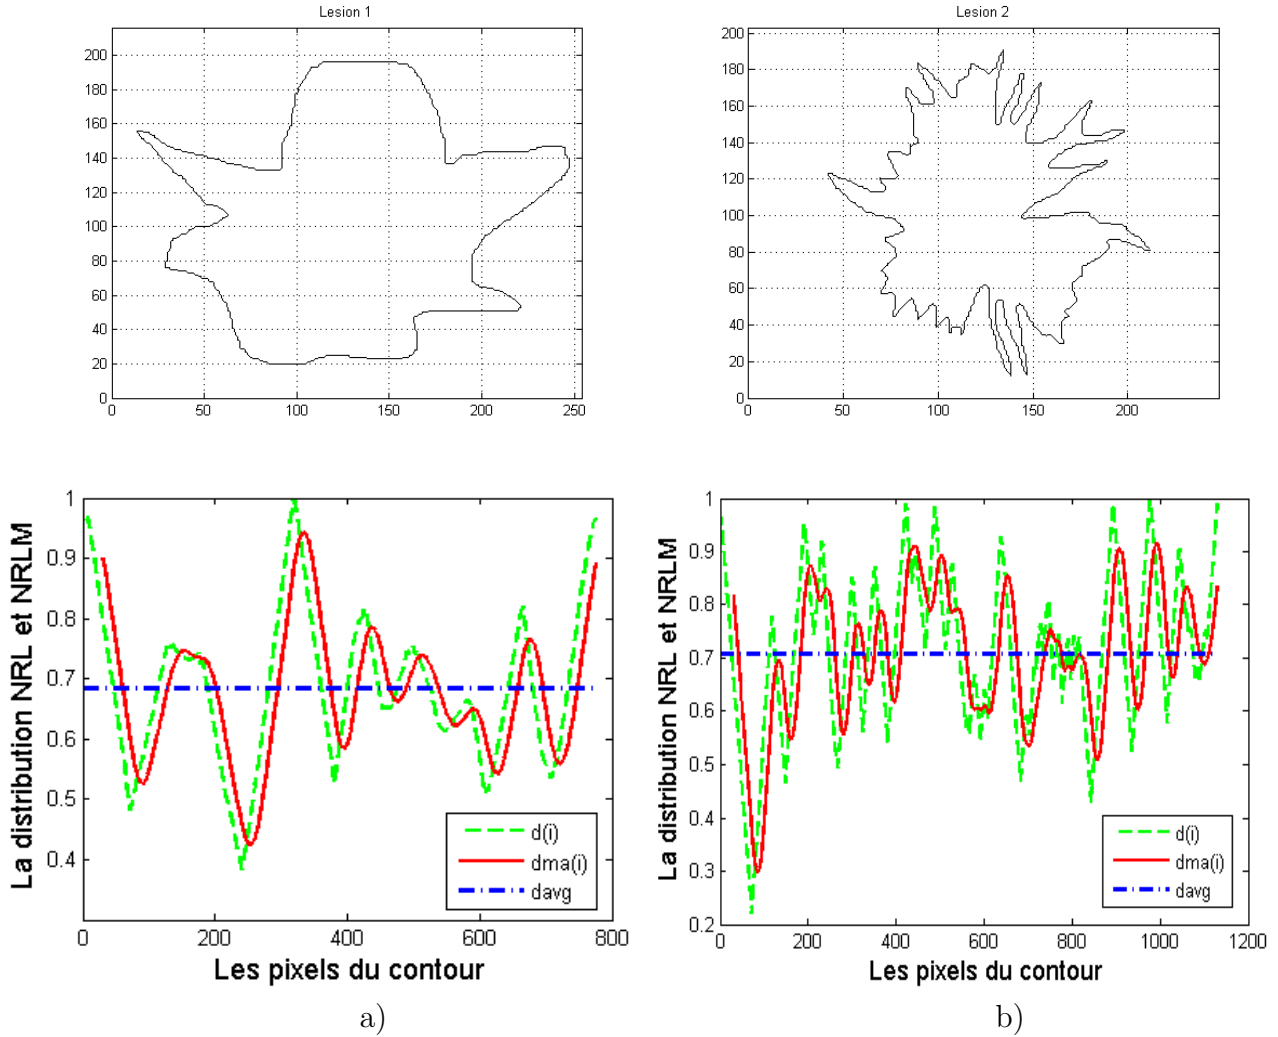 Lesion 1
200
180
160
140
120
100
80
60
40
20
0
0 50 100 150 200 250
Lesion 2
200
180
160
140
120
100
80
60
40
20
0
0 50 100 150 200
La distribution NRL et NRLM
1
0.9
0.8
0.7
0.6
0.5
0.4
0 200 400 600 800
Les pixels du contour
d(i)
dma(i)
davg
a)
La distribution NRL et NRLM
1
0.9
0.8
0.7
0.6
0.5
0.4
0.3
0.2
0 200 400 600 800 1000 1200
Les pixels du contour
d(i)
dma(i)
davg
b)